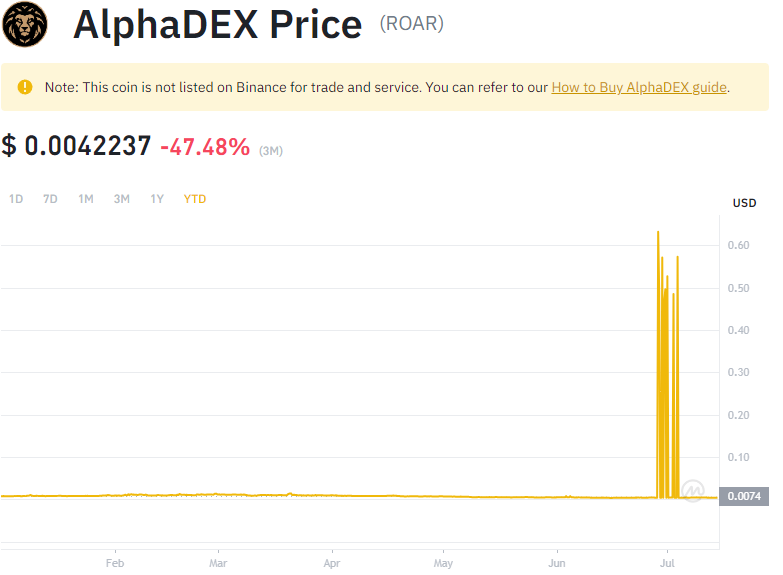 AlphaDEX Price (ROAR)
Note: This coin is not listed on Binance for trade and service. You can refer to our How to Buy AlphaDEX guide.
$ 0.0042237 -47.48% (3M)
1D 7D 1M 3M 1Y YTD
USD
0.60
0.50
0.40
0.30
0.20
0.10
0.0074
Feb Mar Apr May Jun Jul